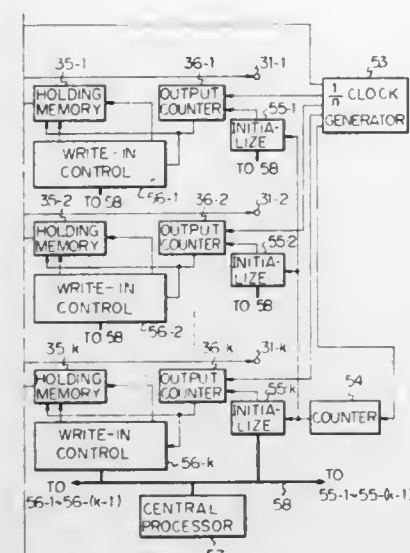 35-1 36-1 31-1 53
HOLDING MEMORY
OUTPUT COUNTER
1/n CLOCK GENERATOR
55-1
INITIALIZE
WRITE-IN CONTROL
TO 58
56-1
TO 58
35-2 36-2 31-2
HOLDING MEMORY
OUTPUT COUNTER
55-2
INITIA-
LIZE
WRITE-IN CONTROL
TO 58
56-2
TO 58
35-k 36-k 31-k
HOLDING MEMORY
OUTPUT COUNTER
55-k
54
INITIA-
LIZE
COUNTER
WRITE-IN CONTROL
56-k
TO 56-1~56-(k-1)
58
TO 55-1~55-(k-1)
CENTRAL PROCESSOR
57